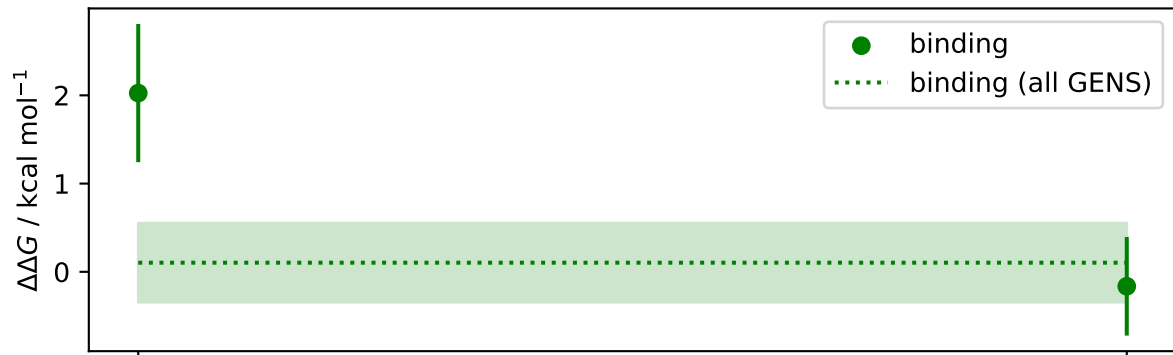 binding
binding (all GENS)
2
1
0
ΔΔG / kcal mol⁻¹